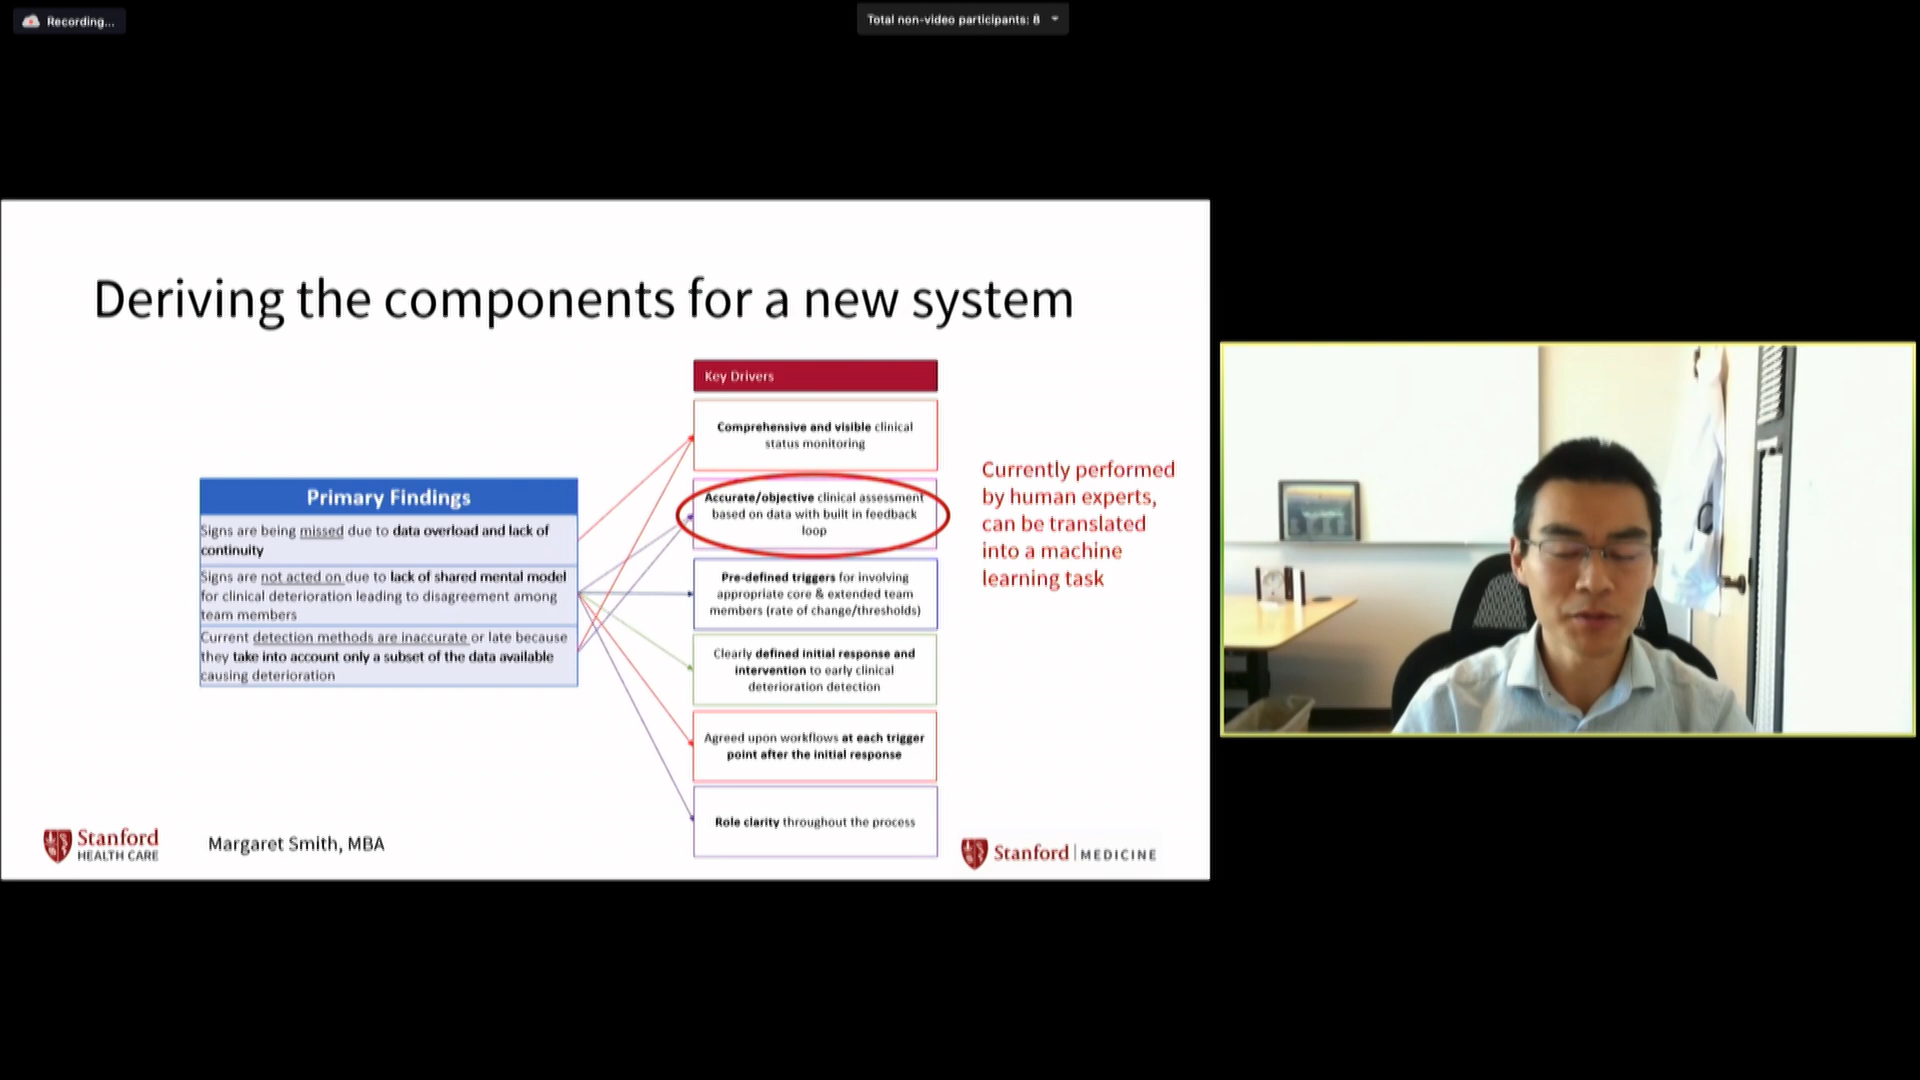 Recording...
Total non-video participants: 8
Deriving the components for a new system
Primary Findings
Signs are being missed due to data overload and lack of
continuity
Signs are not acted on due to lack of shared mental model
for clinical deterioration leading to disagreement among
team members
Current detection methods are inaccurate or late because
they take into account only a subset of the data available
causing deterioration
Key Drivers
Comprehensive and visible clinical
status monitoring
Accurate/objective clinical assessment
based on data with built in feedback
loop
Pre-defined triggers for involving
appropriate core & extended team
members (rate of change/thresholds)
Clearly defined initial response and
intervention to early clinical
deterioration detection
Agreed upon workflows at each trigger
point after the initial response
Role clarity throughout the process
Currently performed
by human experts,
can be translated
into a machine
learning task
Stanford
HEALTH CARE
Margaret Smith, MBA
Stanford MEDICINE